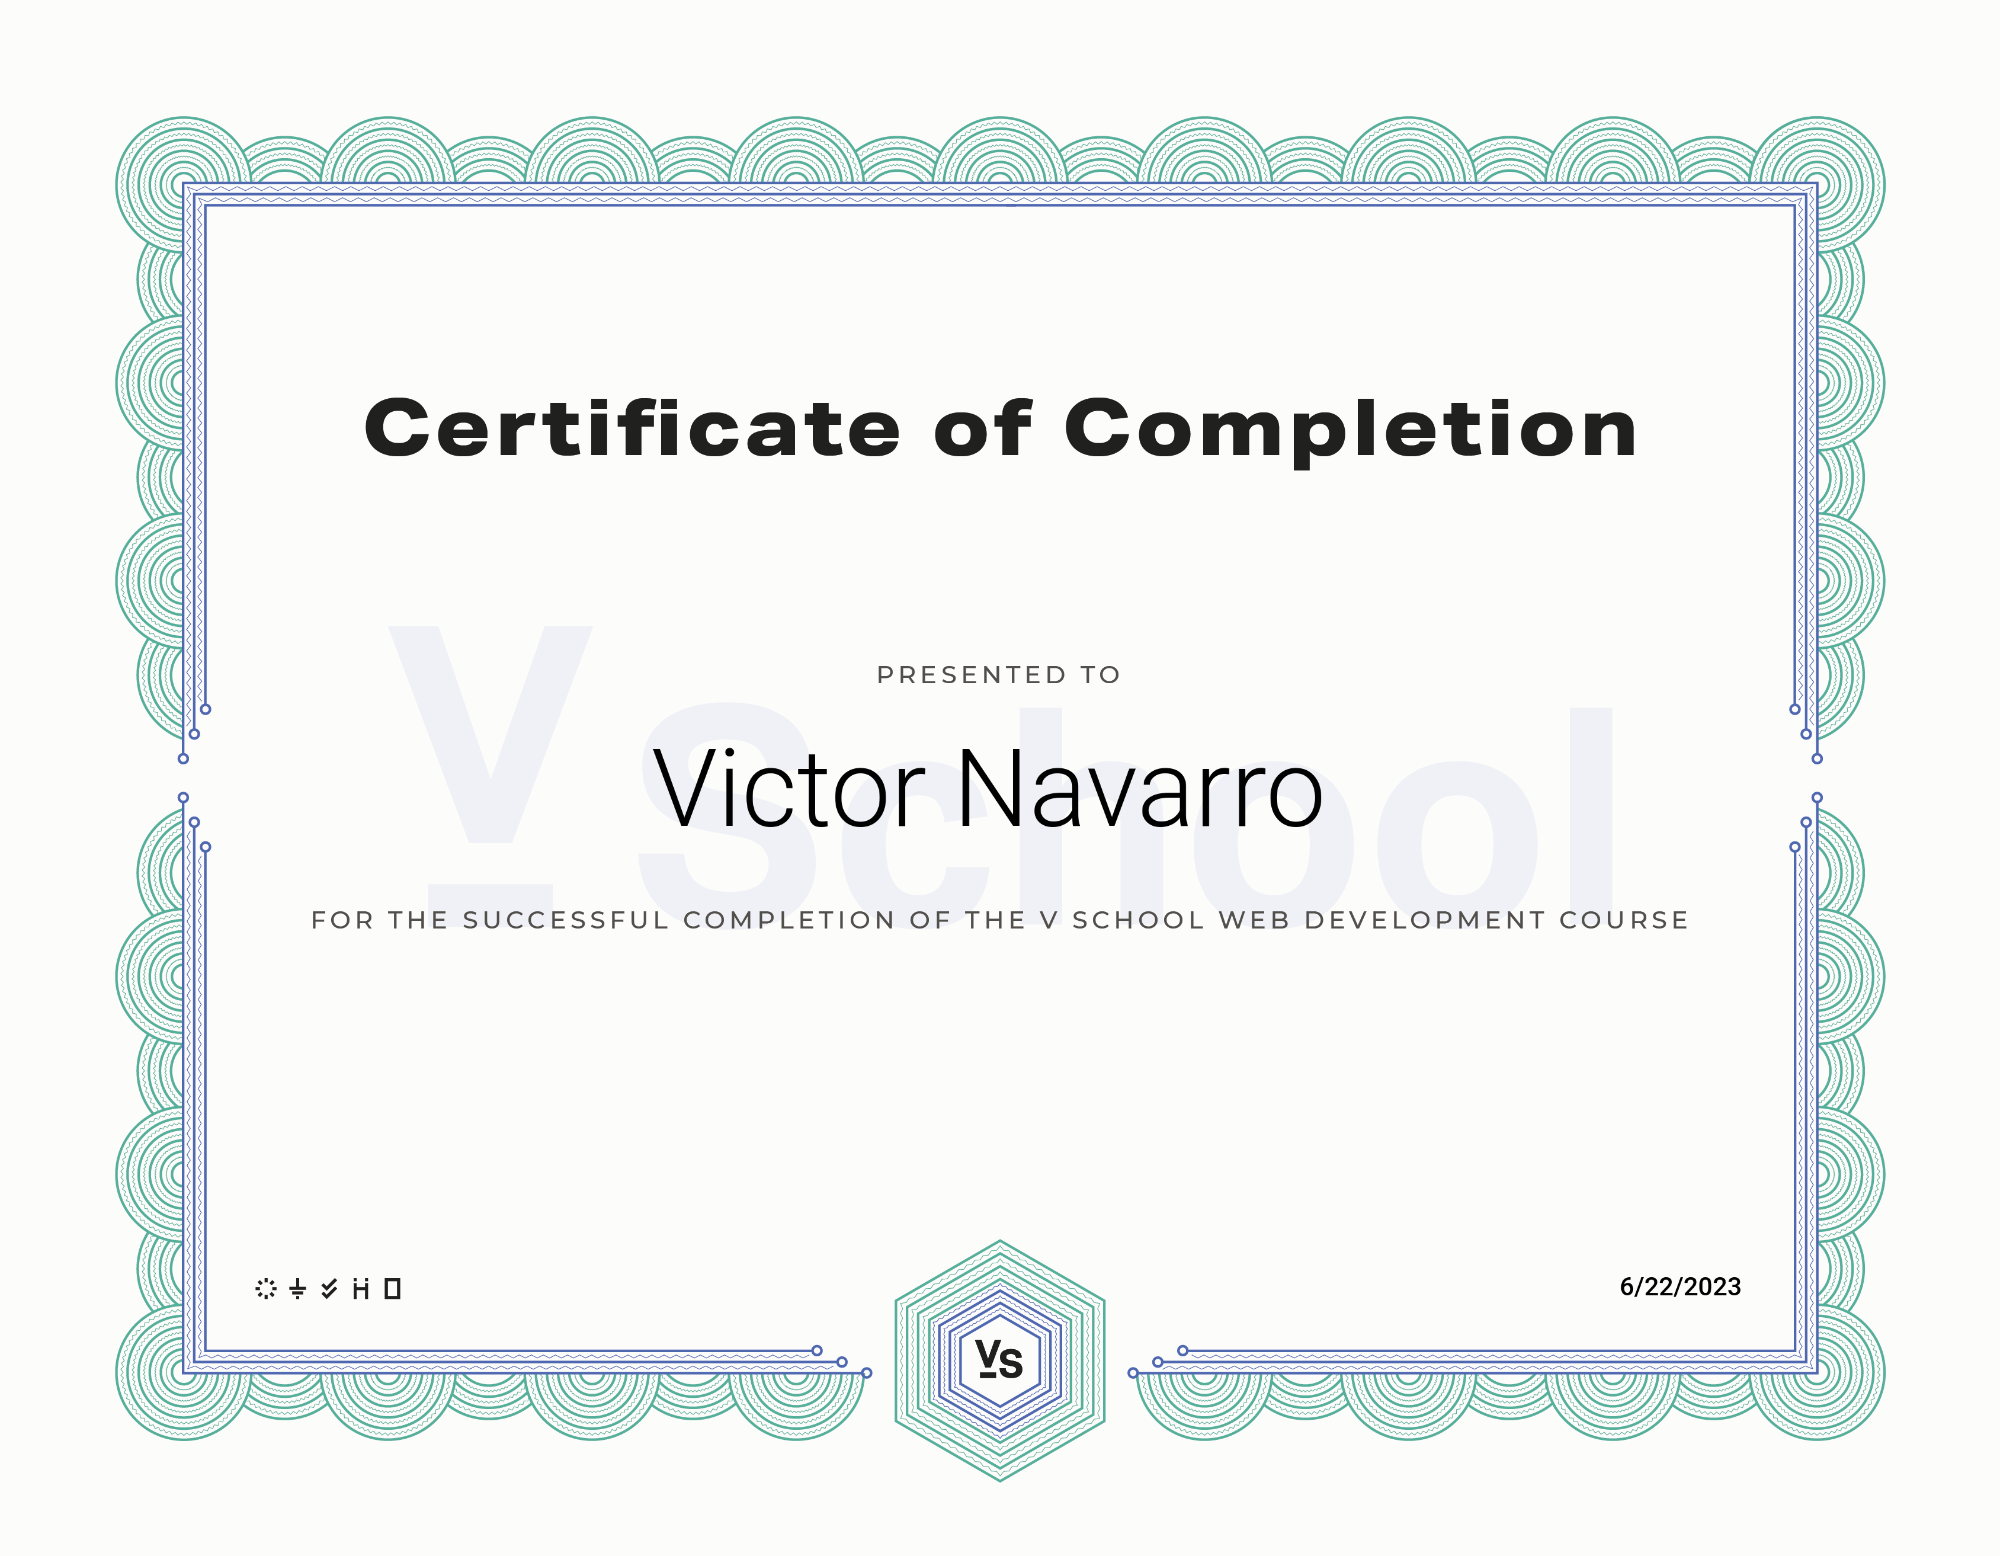 Certificate of Completion
PRESENTED TO
V School
Victor Navarro
FOR THE SUCCESSFUL COMPLETION OF THE V SCHOOL WEB DEVELOPMENT COURSE
6/22/2023
VS